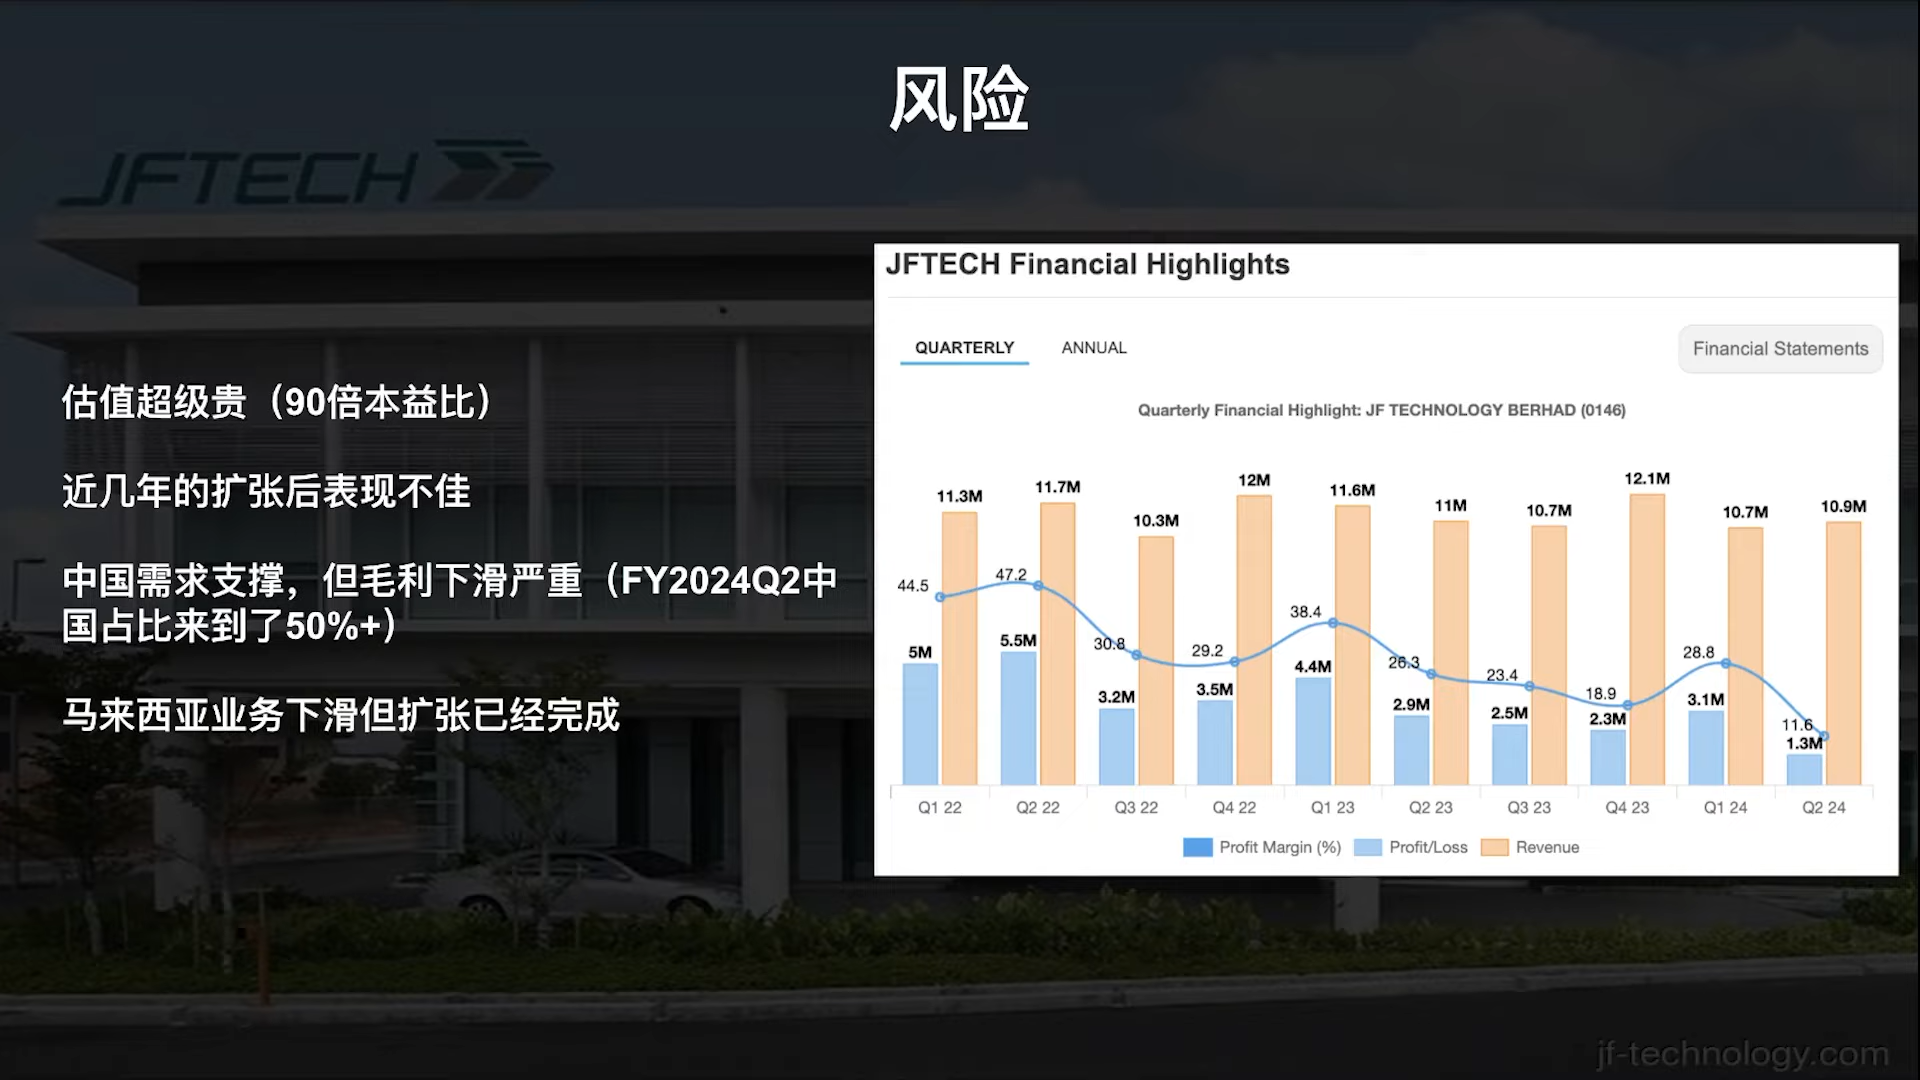 风险
JFTECH
估值超级贵（90倍本益比）
近几年的扩张后表现不佳
中国需求支撑，但毛利下滑严重（FY2024Q2中
国占比来到了50%+）
马来西亚业务下滑但扩张已经完成
JFTECH Financial Highlights
QUARTERLY ANNUAL Financial Statements
Quarterly Financial Highlight: JF TECHNOLOGY BERHAD (0146)
11.3M 11.7M 10.3M 12M 11.6M 11M 10.7M 12.1M 10.7M 10.9M
44.5 47.2 30.8 29.2 38.4 26.3 23.4 18.9 28.8 11.6
5M 5.5M 3.2M 3.5M 4.4M 2.9M 2.5M 2.3M 3.1M 1.3M
Q1 22 Q2 22 Q3 22 Q4 22 Q1 23 Q2 23 Q3 23 Q4 23 Q1 24 Q2 24
Profit Margin (%) Profit/Loss Revenue
jf-technology.com